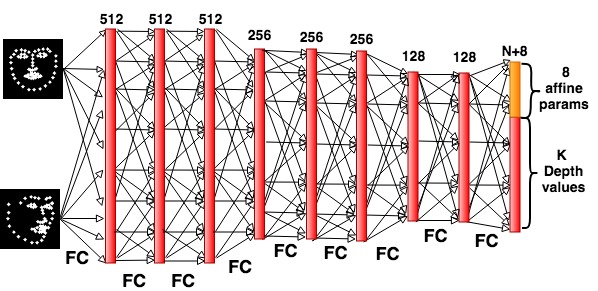 512 512 512
256 256 256
128 128
N+8
8
affine
params
K
Depth
values
FC FC FC FC FC FC FC FC FC